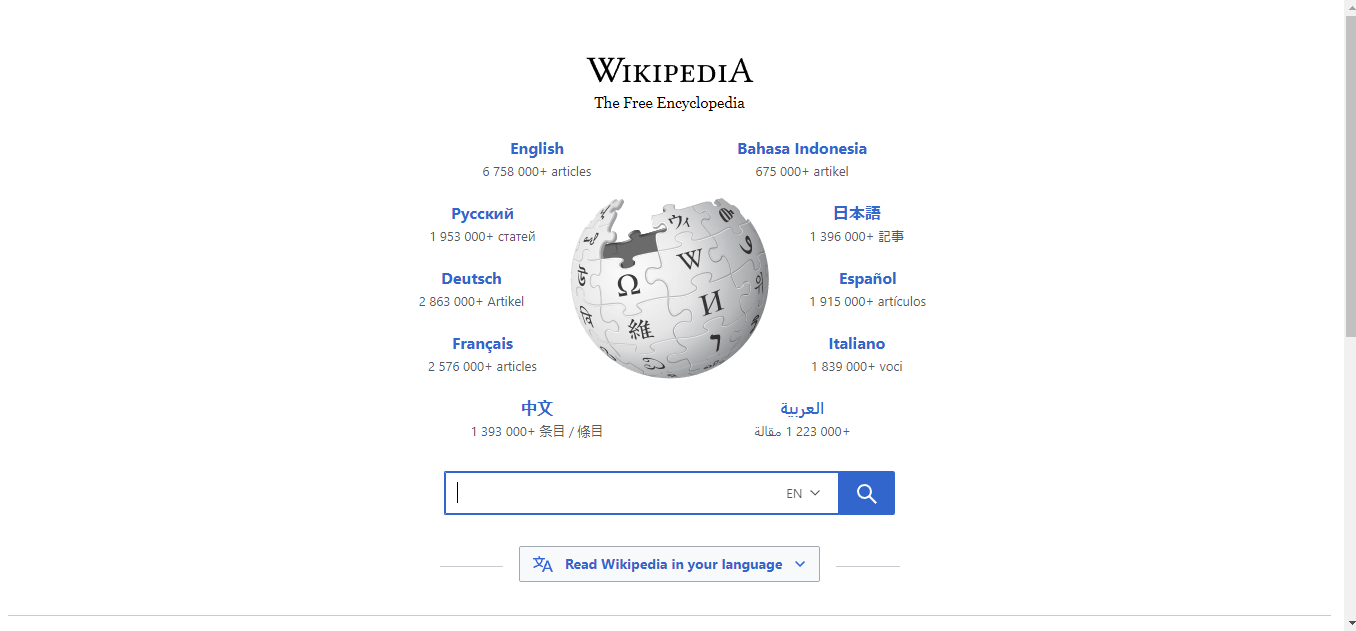 WIKIPEDIA
The Free Encyclopedia
English
6 758 000+ articles
Bahasa Indonesia
675 000+ artikel
Русский
1 953 000+ статей
日本語
1 396 000+ 記事
Deutsch
2 863 000+ Artikel
Español
1 915 000+ artículos
Français
2 576 000+ articles
Italiano
1 839 000+ voci
中文
1 393 000+ 条目 / 條目
العربية
1 223 000+ مقالة
ウィ
W
Ω
И
維
EN
Read Wikipedia in your language